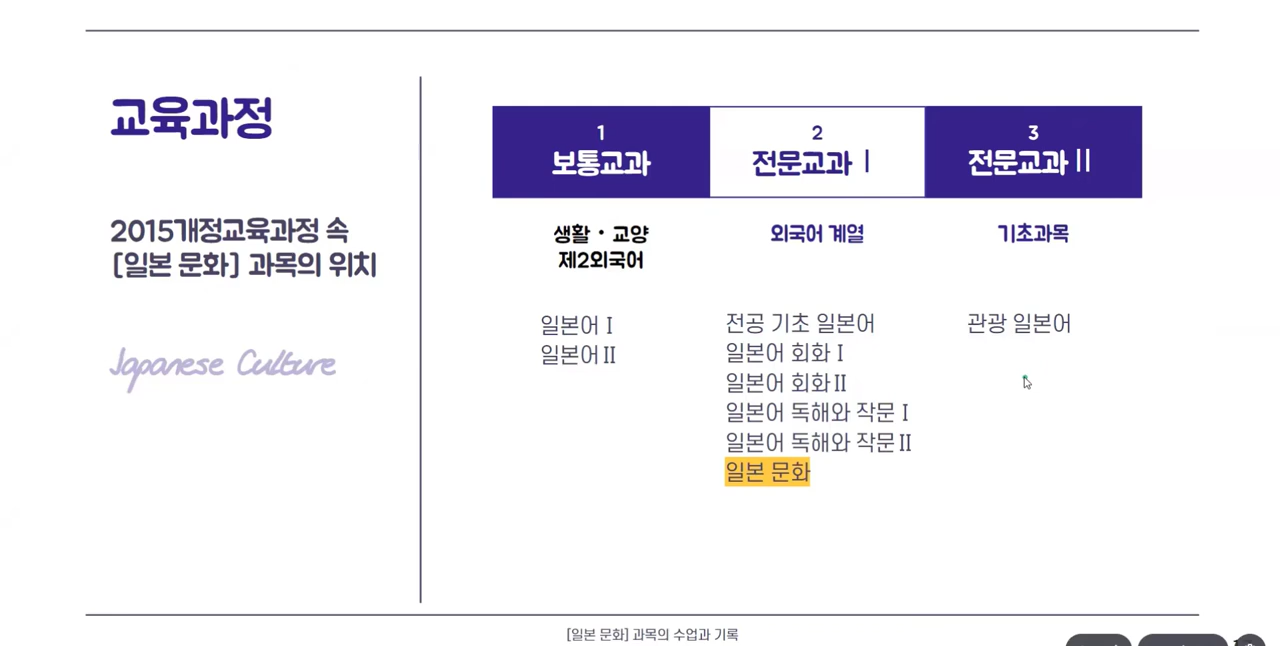 교육과정
2015개정교육과정 속
[일본 문화] 과목의 위치
Japanese Culture
1
보통교과
2
전문교과 Ⅰ
3
전문교과 Ⅱ
생활・교양
제2외국어
외국어 계열
기초과목
일본어 Ⅰ
일본어 Ⅱ
전공 기초 일본어
일본어 회화 Ⅰ
일본어 회화 Ⅱ
일본어 독해와 작문 Ⅰ
일본어 독해와 작문 Ⅱ
일본 문화
관광 일본어
[일본 문화] 과목의 수업과 기록